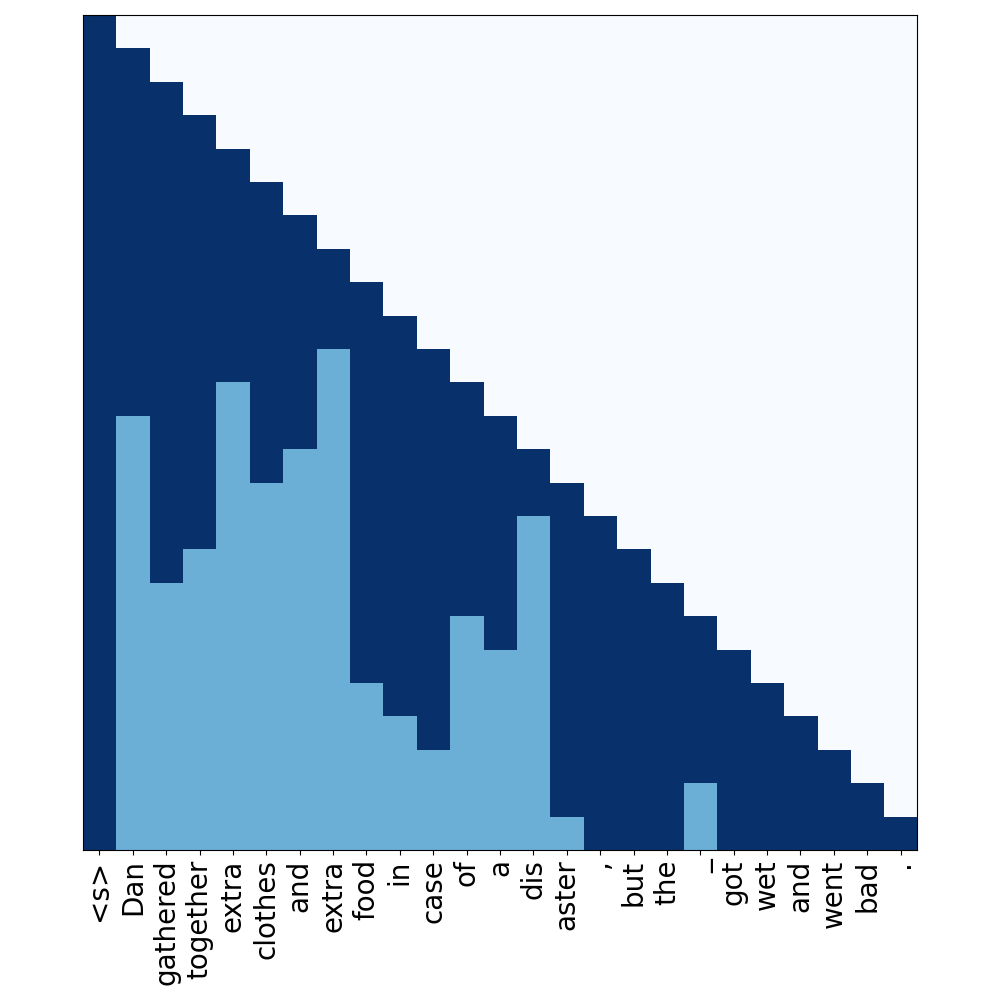 <s>
Dan
gathered
together
extra
clothes
and
extra
food
in
case
of
a
dis
aster
,
but
the
_
got
wet
and
went
bad
.